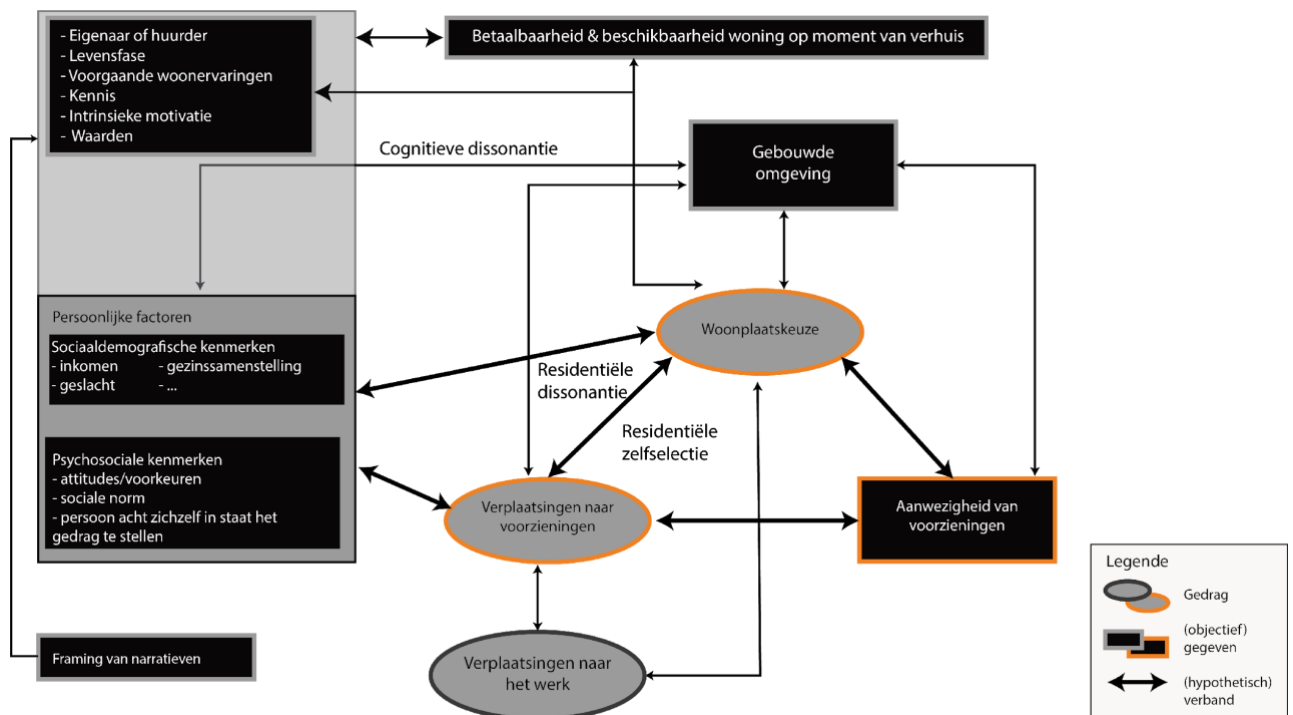 - Eigenaar of huurder
- Levensfase
- Voorgaande woonervaringen
- Kennis
- Intrinsieke motivatie
- Waarden
Betaalbaarheid & beschikbaarheid woning op moment van verhuis
Cognitieve dissonantie
Gebouwde
omgeving
Persoonlijke factoren
Sociaaldemografische kenmerken
- inkomen - gezinssamenstelling
- geslacht - ...
Woonplaatskeuze
Residentiële
dissonantie
Residentiële
zelfselectie
Psychosociale kenmerken
- attitudes/voorkeuren
- sociale norm
- persoon acht zichzelf in staat het
gedrag te stellen
Verplaatsingen naar
voorzieningen
Aanwezigheid van
voorzieningen
Framing van narratieven
Verplaatsingen naar
het werk
Legende
Gedrag
(objectief)
gegeven
(hypothetisch)
verband